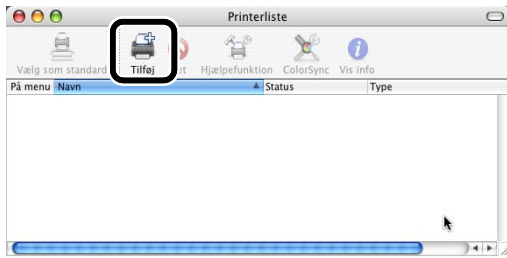 Printerliste
Vælg som standard Tilføj Hjælpefunktion ColorSync Vis info
På menu Navn Status Type